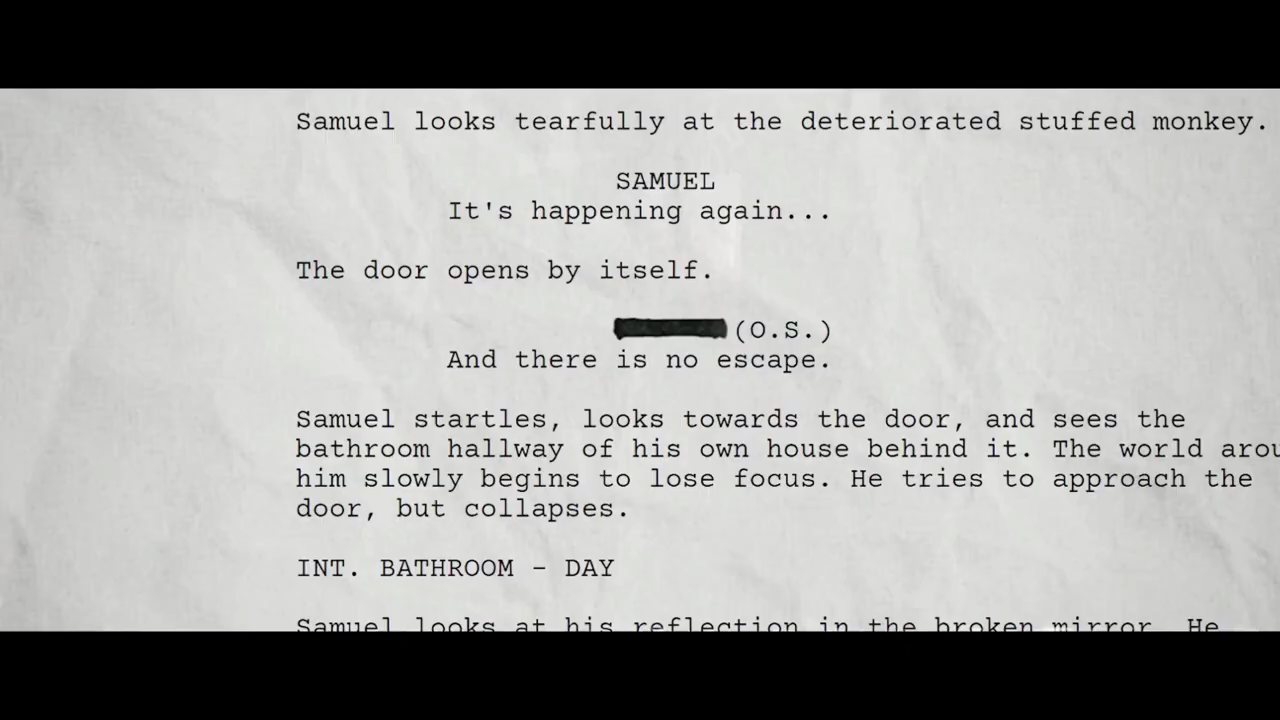 Samuel looks tearfully at the deteriorated stuffed monkey.
SAMUEL
It's happening again...
The door opens by itself.
(O.S.)
And there is no escape.
Samuel startles, looks towards the door, and sees the
bathroom hallway of his own house behind it. The world arou
him slowly begins to lose focus. He tries to approach the
door, but collapses.
INT. BATHROOM - DAY
Samuel looks at his reflection in the broken mirror. He